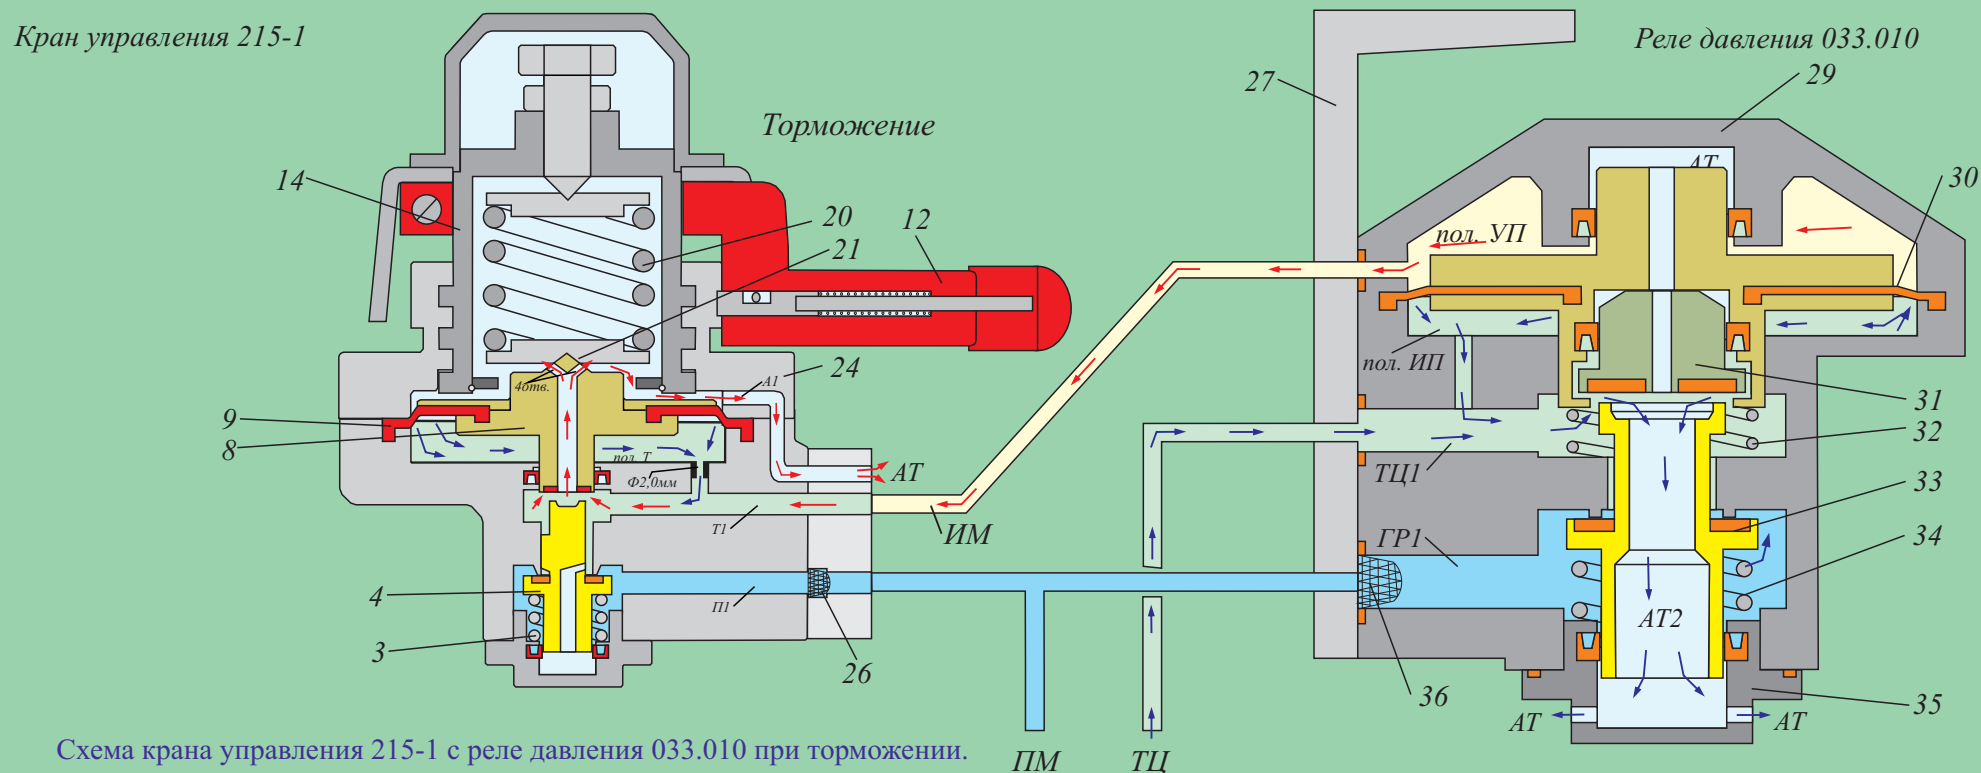 Кран управления 215-1
Реле давления 033.010
Торможение
27
29
14
20
12
21
30
АТ
пол. УП
пол. ИП
4отв.
А1
24
9
8
пол. Т
Ф2,0мм
АТ
Т1
ИМ
ТЦ1
31
32
33
34
ГР1
4
П1
3
26
36
АТ2
35
АТ
АТ
Схема крана управления 215-1 с реле давления 033.010 при торможении.
ПМ
ТЦ